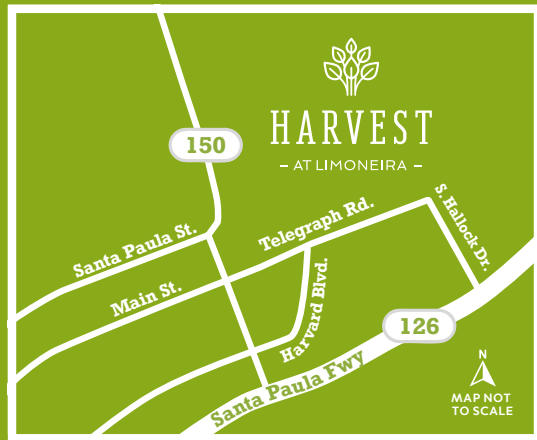 HARVEST
– AT LIMONEIRA –
150
Santa Paula St.
Telegraph Rd.
S. Hallock Dr.
Main St.
Harvard Blvd.
126
Santa Paula Fwy
N
MAP NOT
TO SCALE